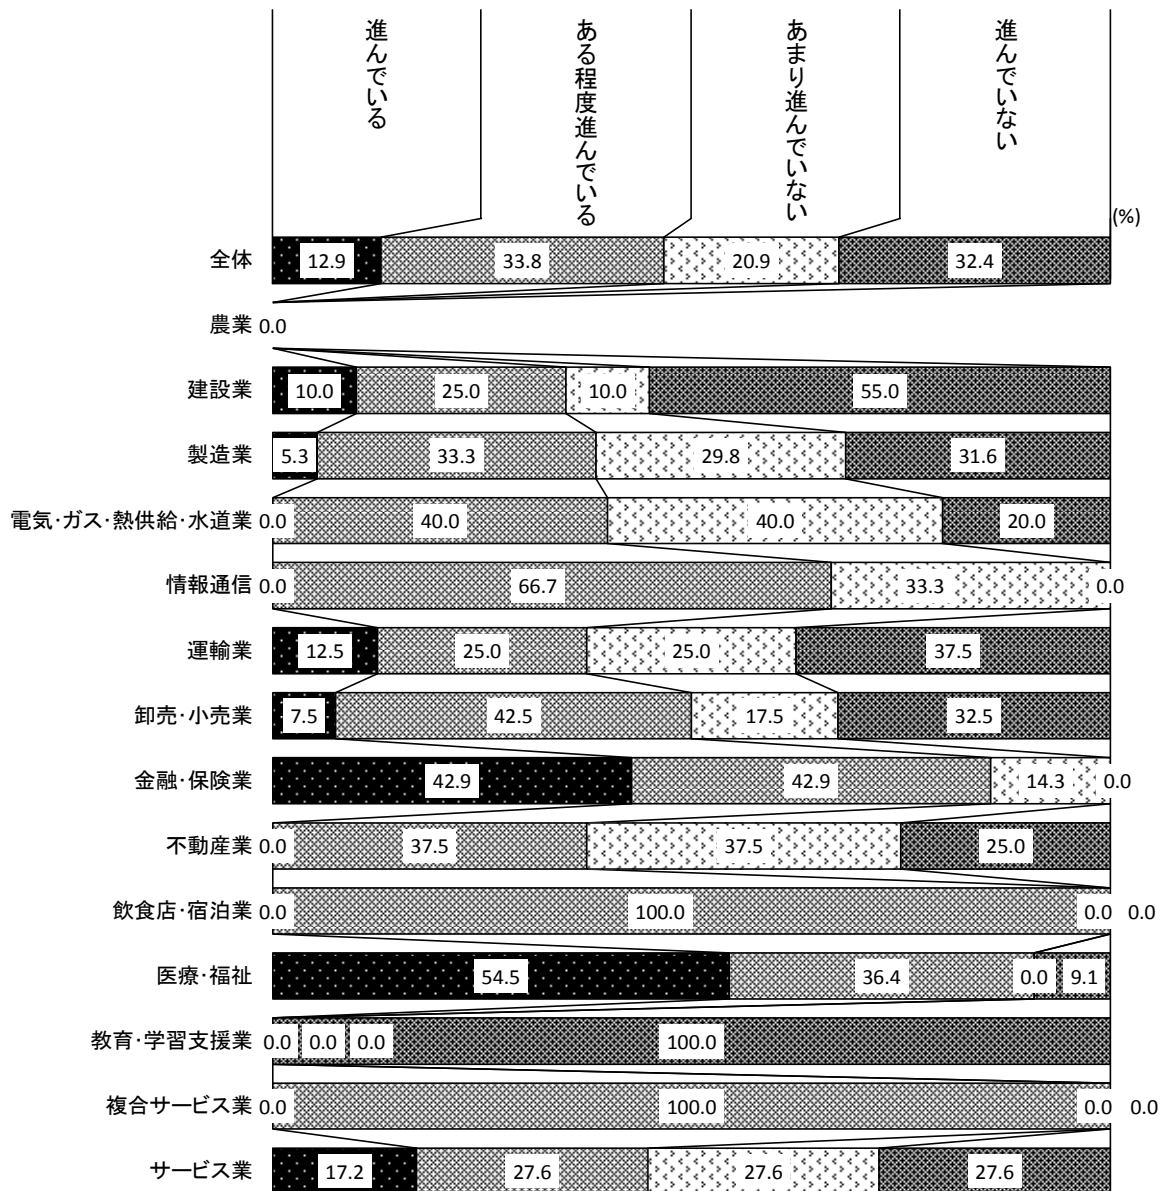 進んでいる
ある程度進んでいる
あまり進んでいない
進んでいない
(%)
全体 12.9 33.8 20.9 32.4
農業 0.0
建設業 10.0 25.0 10.0 55.0
製造業 5.3 33.3 29.8 31.6
電気・ガス・熱供給・水道業 0.0 40.0 40.0 20.0
情報通信 0.0 66.7 33.3 0.0
運輸業 12.5 25.0 25.0 37.5
卸売・小売業 7.5 42.5 17.5 32.5
金融・保険業 42.9 42.9 14.3 0.0
不動産業 0.0 37.5 37.5 25.0
飲食店・宿泊業 0.0 100.0 0.0 0.0
医療・福祉 54.5 36.4 0.0 9.1
教育・学習支援業 0.0 0.0 0.0 100.0
複合サービス業 0.0 100.0 0.0 0.0
サービス業 17.2 27.6 27.6 27.6